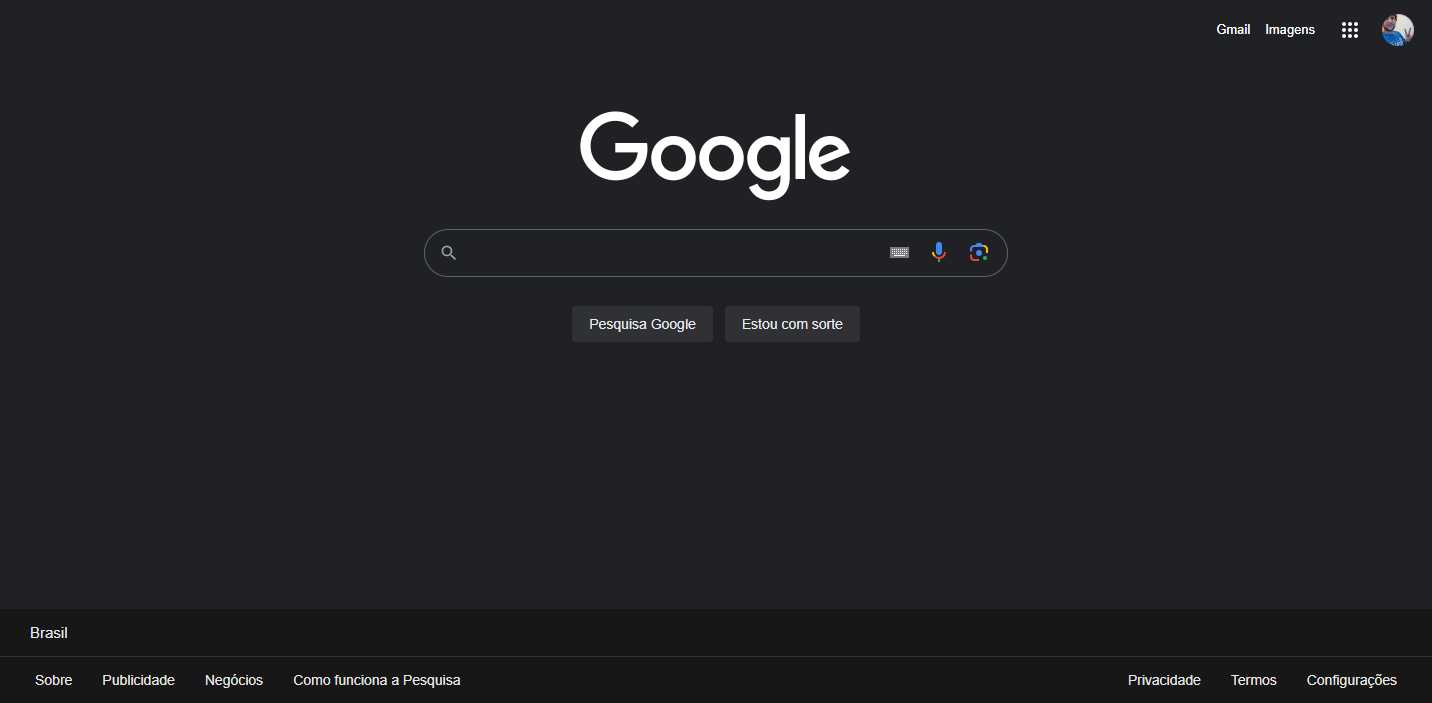 Gmail Imagens
Google
Pesquisa Google Estou com sorte
Brasil
Sobre Publicidade Negócios Como funciona a Pesquisa Privacidade Termos Configurações